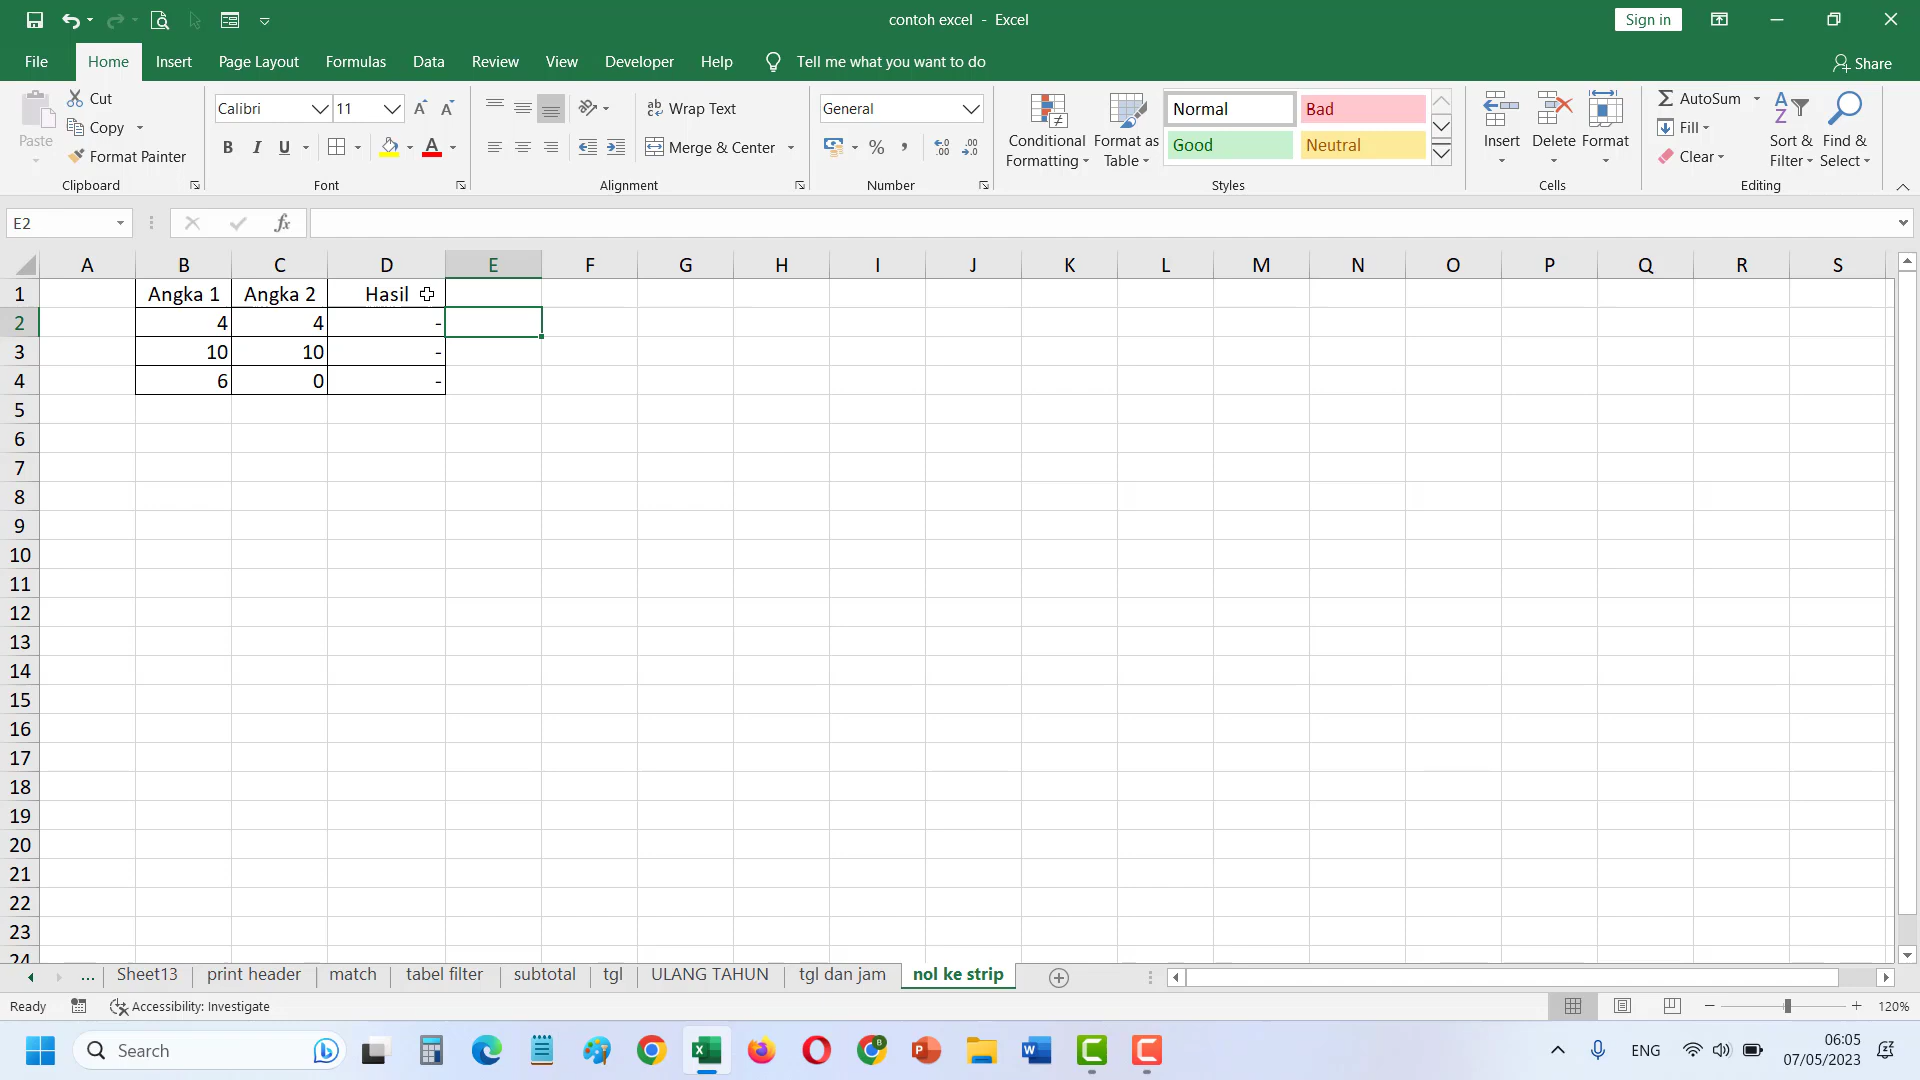 contoh excel - Excel
Sign in
File Home Insert Page Layout Formulas Data Review View Developer Help Tell me what you want to do Share
Paste
Cut
Copy
Format Painter
Clipboard
Calibri 11
B I U A
Font
Wrap Text
Merge & Center
Alignment
General
Number
Conditional Formatting
Format as Table
Normal Bad
Good Neutral
Styles
Insert Delete Format
Cells
AutoSum
Fill
Clear
Sort & Filter
Find & Select
Editing
E2 fx
A B C D E F G H I J K L M N O P Q R S
1 Angka 1 Angka 2 Hasil
2 4 4 -
3 10 10 -
4 6 0 -
5
6
7
8
9
10
11
12
13
14
15
16
17
18
19
20
21
22
23
24
... Sheet13 print header match tabel filter subtotal tgl ULANG TAHUN tgl dan jam nol ke strip
Ready Accessibility: Investigate 120%
Search ENG 06:05
07/05/2023